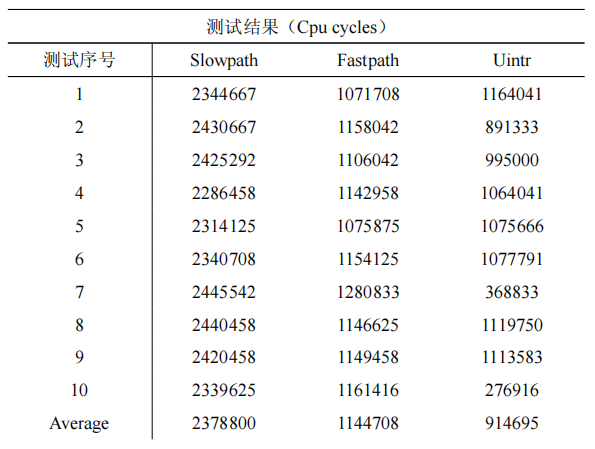 测试结果（Cpu cycles）
测试序号 Slowpath Fastpath Uintr
1 2344667 1071708 1164041
2 2430667 1158042 891333
3 2425292 1106042 995000
4 2286458 1142958 1064041
5 2314125 1075875 1075666
6 2340708 1154125 1077791
7 2445542 1280833 368833
8 2440458 1146625 1119750
9 2420458 1149458 1113583
10 2339625 1161416 276916
Average 2378800 1144708 914695